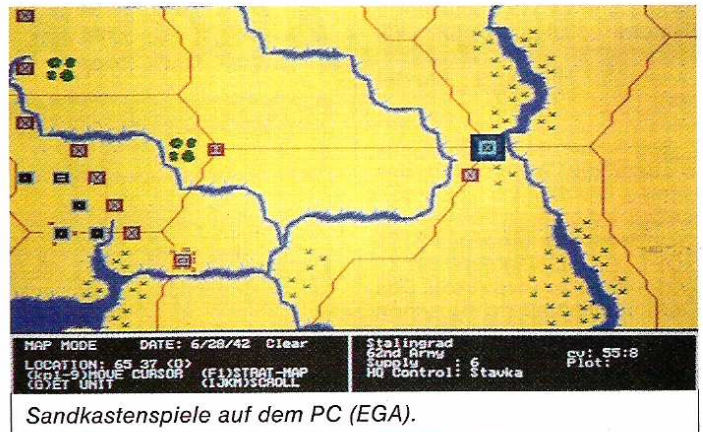 MAP MODE DATE: 6/28/42 Clear
LOCATION: 65 37 (0)
(kp1-9)MOVE CURSOR (F1)STRAT-MAP
(G)ET UNIT (IJKM)SCROLL
Stalingrad
62nd Army cv: 55:8
Supply : 6 Plot:
HQ Control: Stavka
Sandkastenspiele auf dem PC (EGA).